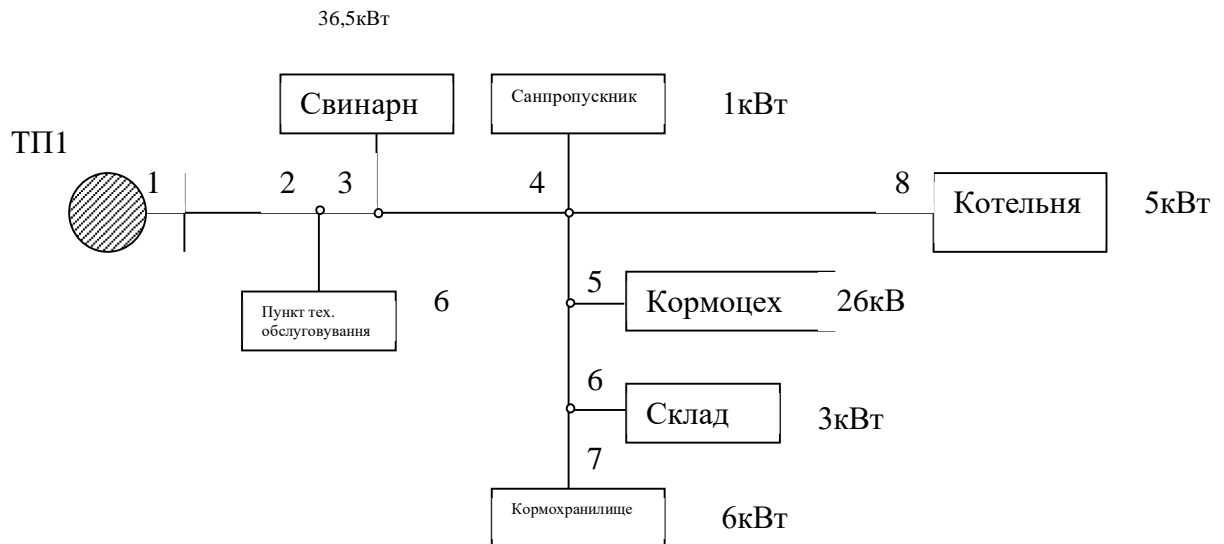 36,5кВт
Свинарн
Санпропускник
1кВт
ТП1
1
2
3
4
8
Котельня
5кВт
Пункт тех.
обслуговування
6
5
Кормоцех
26кВ
6
Склад
3кВт
7
Кормохранилище
6кВт